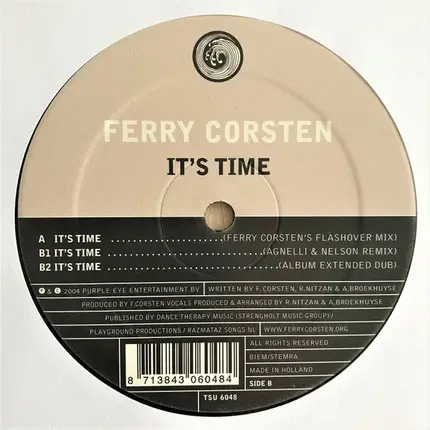 FERRY CORSTEN
IT'S TIME
A IT'S TIME ........................(FERRY CORSTEN'S FLASHOVER MIX)
B1 IT'S TIME ..............................(AGNELLI & NELSON REMIX)
B2 IT'S TIME .................................(ALBUM EXTENDED DUB)
℗ & © 2004 PURPLE EYE ENTERTAINMENT BV WRITTEN BY F. CORSTEN, R.NITZAN & A.BROEKHUYSE
PRODUCED BY F.CORSTEN VOCALS PRODUCED & ARRANGED BY R.NITZAN & A.BROEKHUYSE
PUBLISHED BY DANCE THERAPY MUSIC (STRENGHOLT MUSIC GROUP) /
PLAYGROUND PRODUCTIONS / RAZMATAZ SONGS NL WWW.FERRYCORSTEN.ORG
ALL RIGHTS RESERVED
BIEM/STEMRA
MADE IN HOLLAND
8 713843 060484 SIDE B
TSU 6048